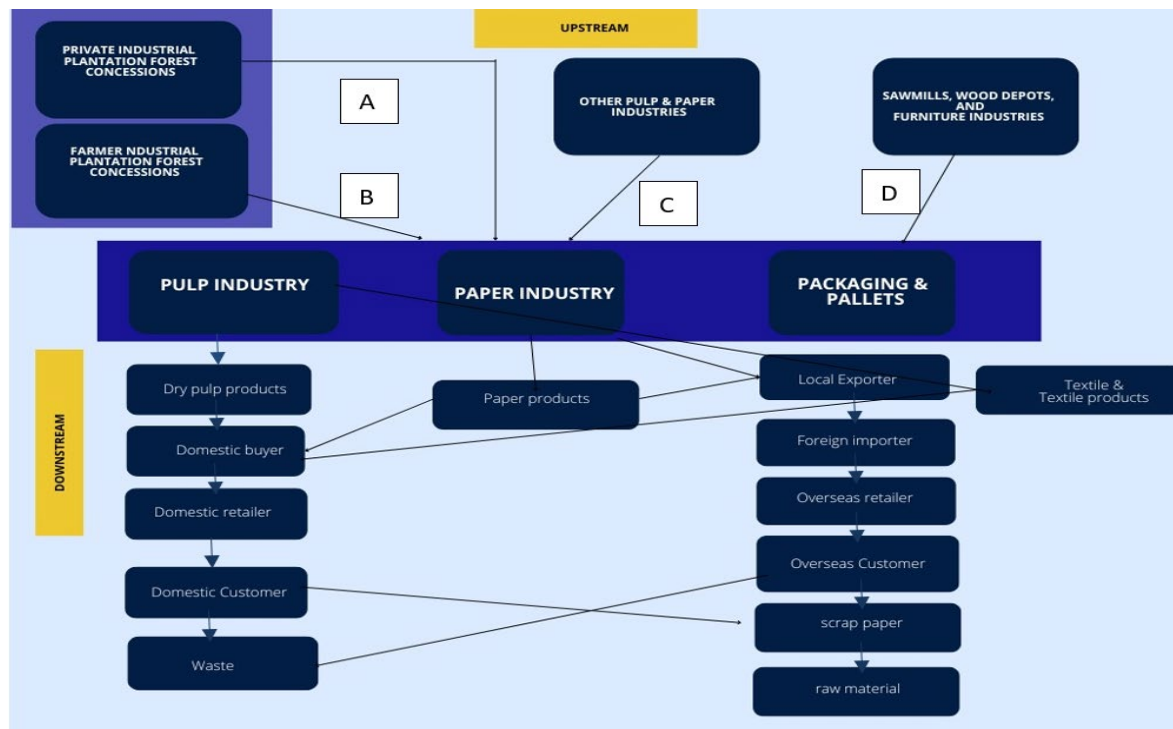 UPSTREAM
PRIVATE INDUSTRIAL
PLANTATION FOREST
CONCESSIONS
A
OTHER PULP & PAPER
INDUSTRIES
SAWMILLS, WOOD DEPOTS,
AND
FURNITURE INDUSTRIES
FARMER NDUSTRIAL
PLANTATION FOREST
CONCESSIONS
B
C
D
PULP INDUSTRY
PAPER INDUSTRY
PACKAGING &
PALLETS
DOWNSTREAM
Dry pulp products
Paper products
Local Exporter
Textile &
Textile products
Domestic buyer
Foreign importer
Domestic retailer
Overseas retailer
Domestic Customer
Overseas Customer
Waste
scrap paper
raw material